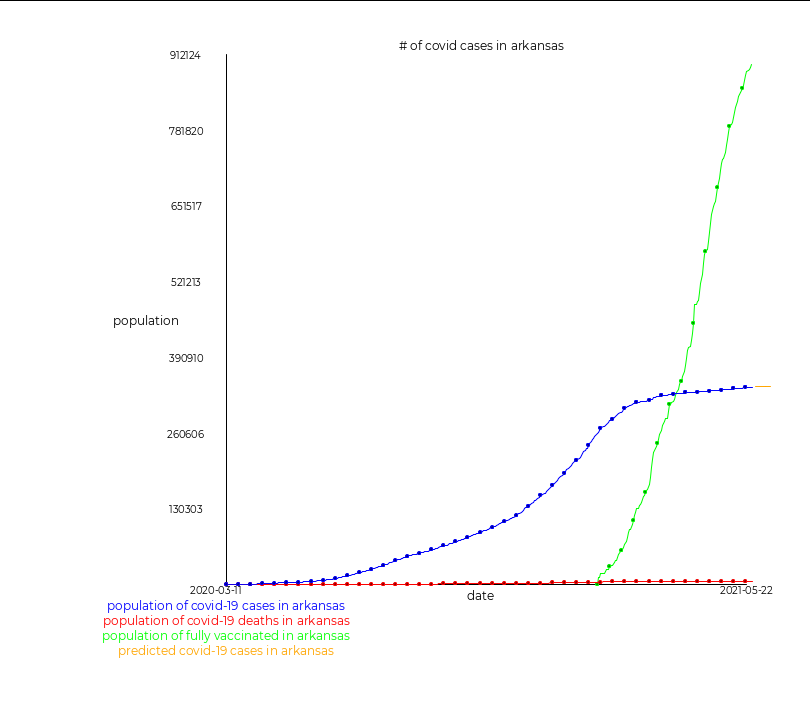 # of covid cases in arkansas
912124
781820
651517
521213
population
390910
260606
130303
2020-03-11
2021-05-22
date
population of covid-19 cases in arkansas
population of covid-19 deaths in arkansas
population of fully vaccinated in arkansas
predicted covid-19 cases in arkansas